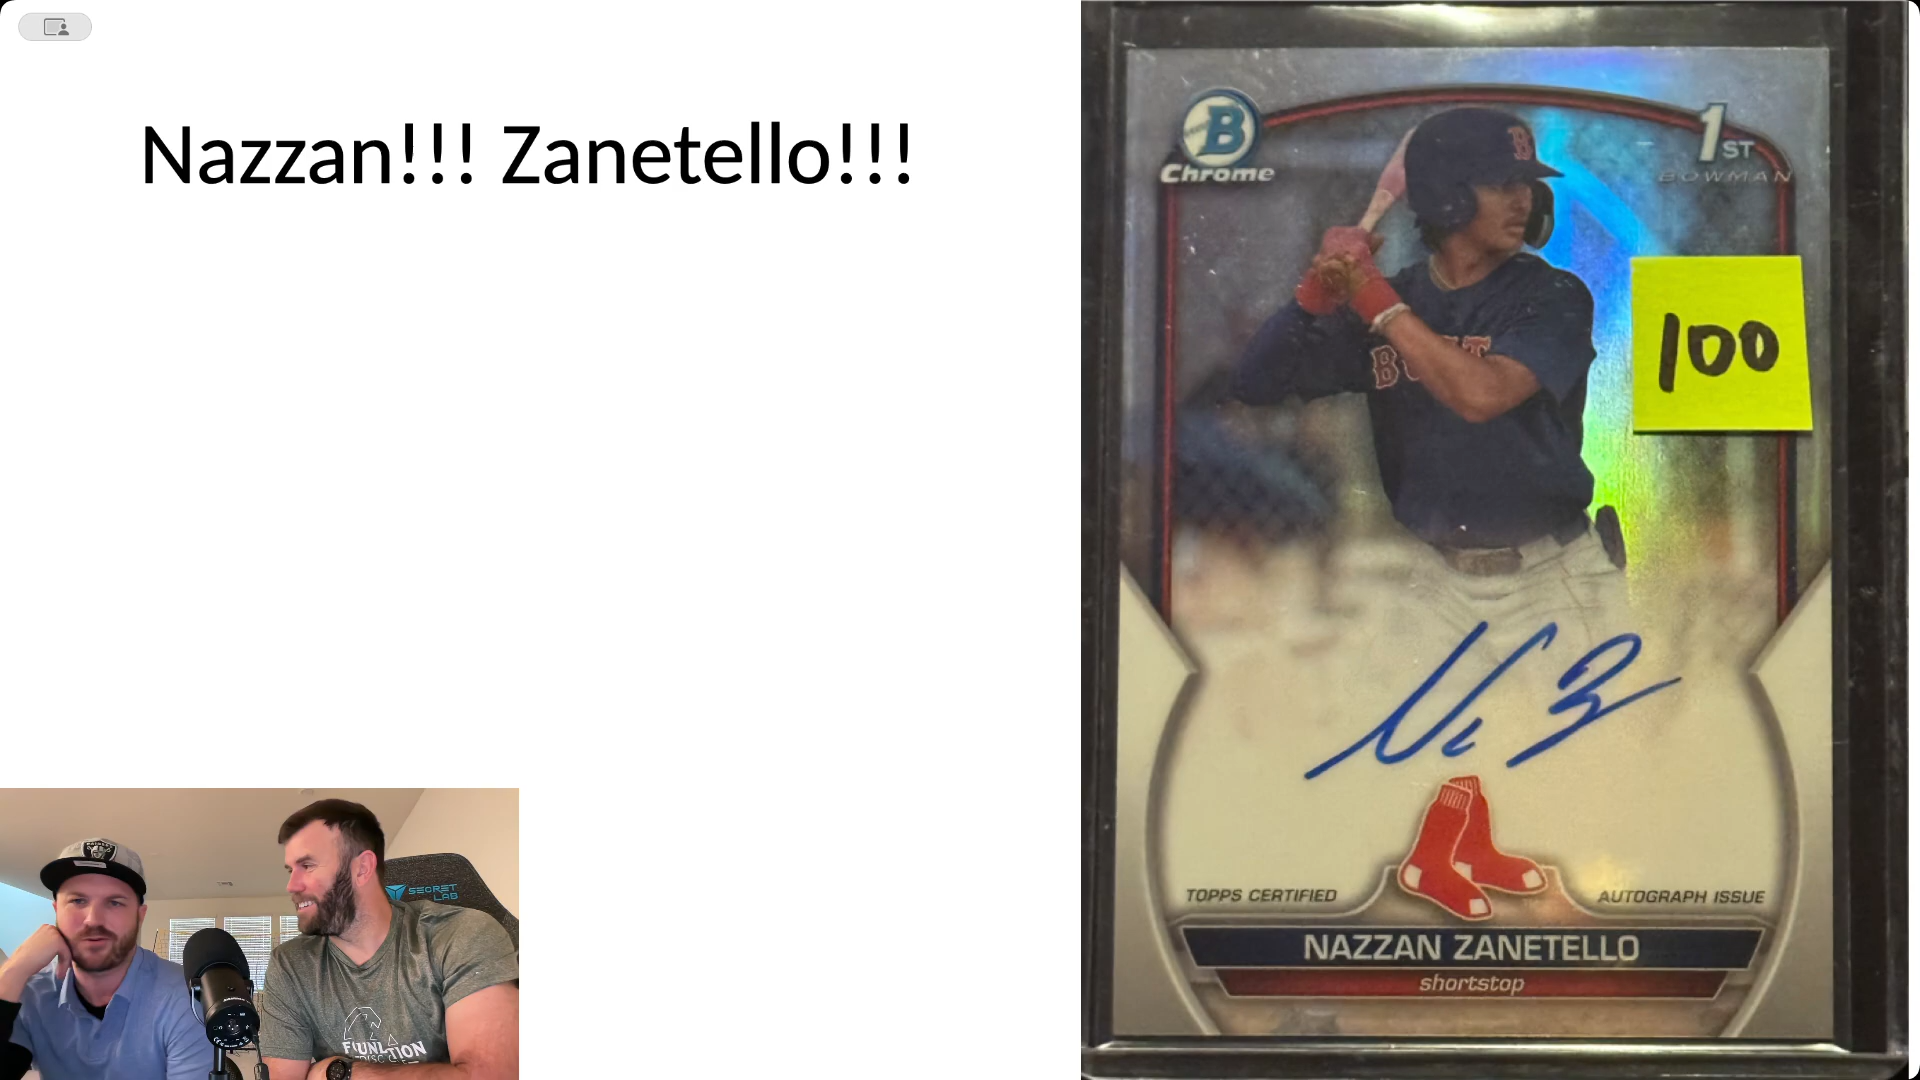 Nazzan!!! Zanetello!!!
B
Chrome
1ST
BOWMAN
B
100
TOPPS CERTIFIED
AUTOGRAPH ISSUE
NAZZAN ZANETELLO
shortstop
SECRET
LAB